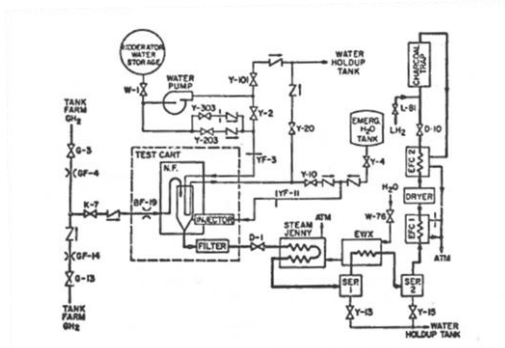 MODERATOR
WATER
STORAGE
W-1
WATER
PUMP
Y-101
Y-303
Y-2
Y-203
WATER
HOLDUP
TANK
Y-20
EMERG.
H2O
TANK
Y-4
CHARCOAL
TRAP
L-81
LH2
D-10
EFC 2
DRYER
EFC 1
ATM
TANK
FARM
GH2
G-3
GF-4
K-7
GF-14
G-13
TANK
FARM
GH2
TEST CART
N.F.
BF-19
YF-3
Y-10
YF-11
INJECTOR
FILTER
D-1
STEAM
JENNY
ATM
H2O
W-76
EWX
SEP.
1
SEP.
2
Y-13
Y-15
WATER
HOLDUP TANK